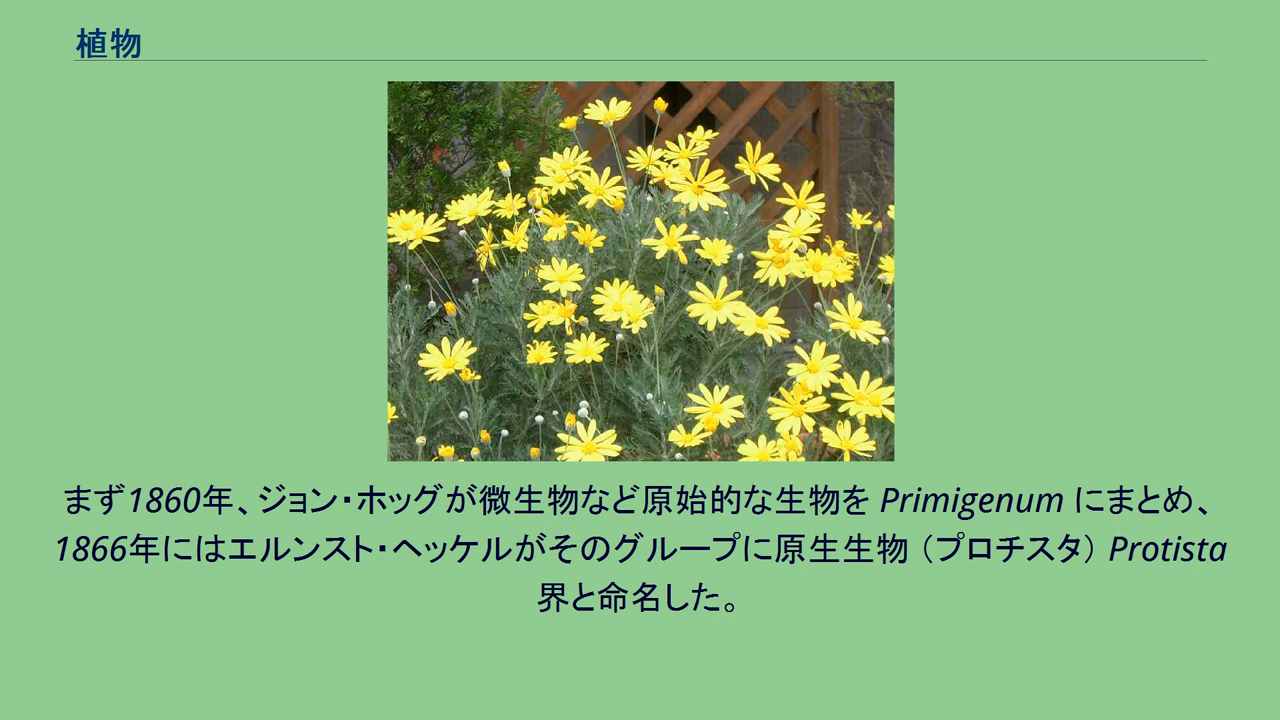 植物
まず1860年、ジョン・ホッグが微生物など原始的な生物を Primigenum にまとめ、
1866年にはエルンスト・ヘッケルがそのグループに原生生物（プロチスタ） Protista
界と命名した。